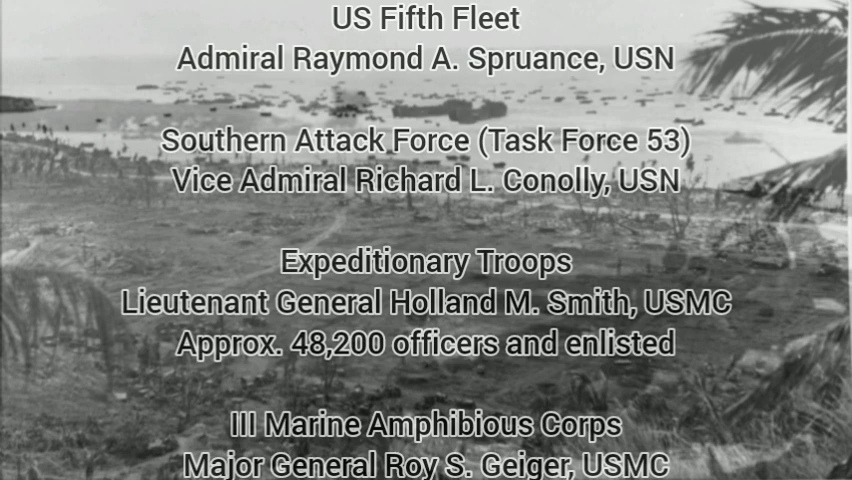 US Fifth Fleet
Admiral Raymond A. Spruance, USN
Southern Attack Force (Task Force 53)
Vice Admiral Richard L. Conolly, USN
Expeditionary Troops
Lieutenant General Holland M. Smith, USMC
Approx. 48,200 officers and enlisted
III Marine Amphibious Corps
Major General Roy S. Geiger, USMC